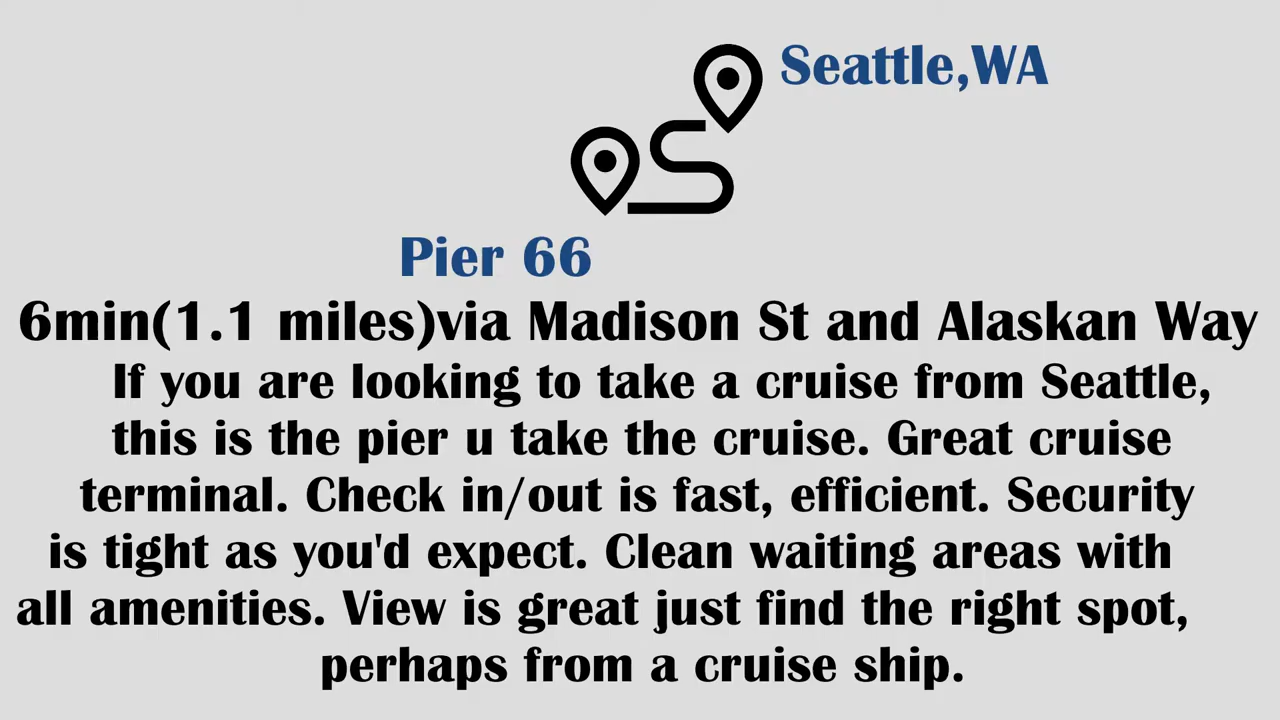 Seattle,WA
Pier 66
6min(1.1 miles)via Madison St and Alaskan Way
If you are looking to take a cruise from Seattle,
this is the pier u take the cruise. Great cruise
terminal. Check in/out is fast, efficient. Security
is tight as you'd expect. Clean waiting areas with
all amenities. View is great just find the right spot,
perhaps from a cruise ship.